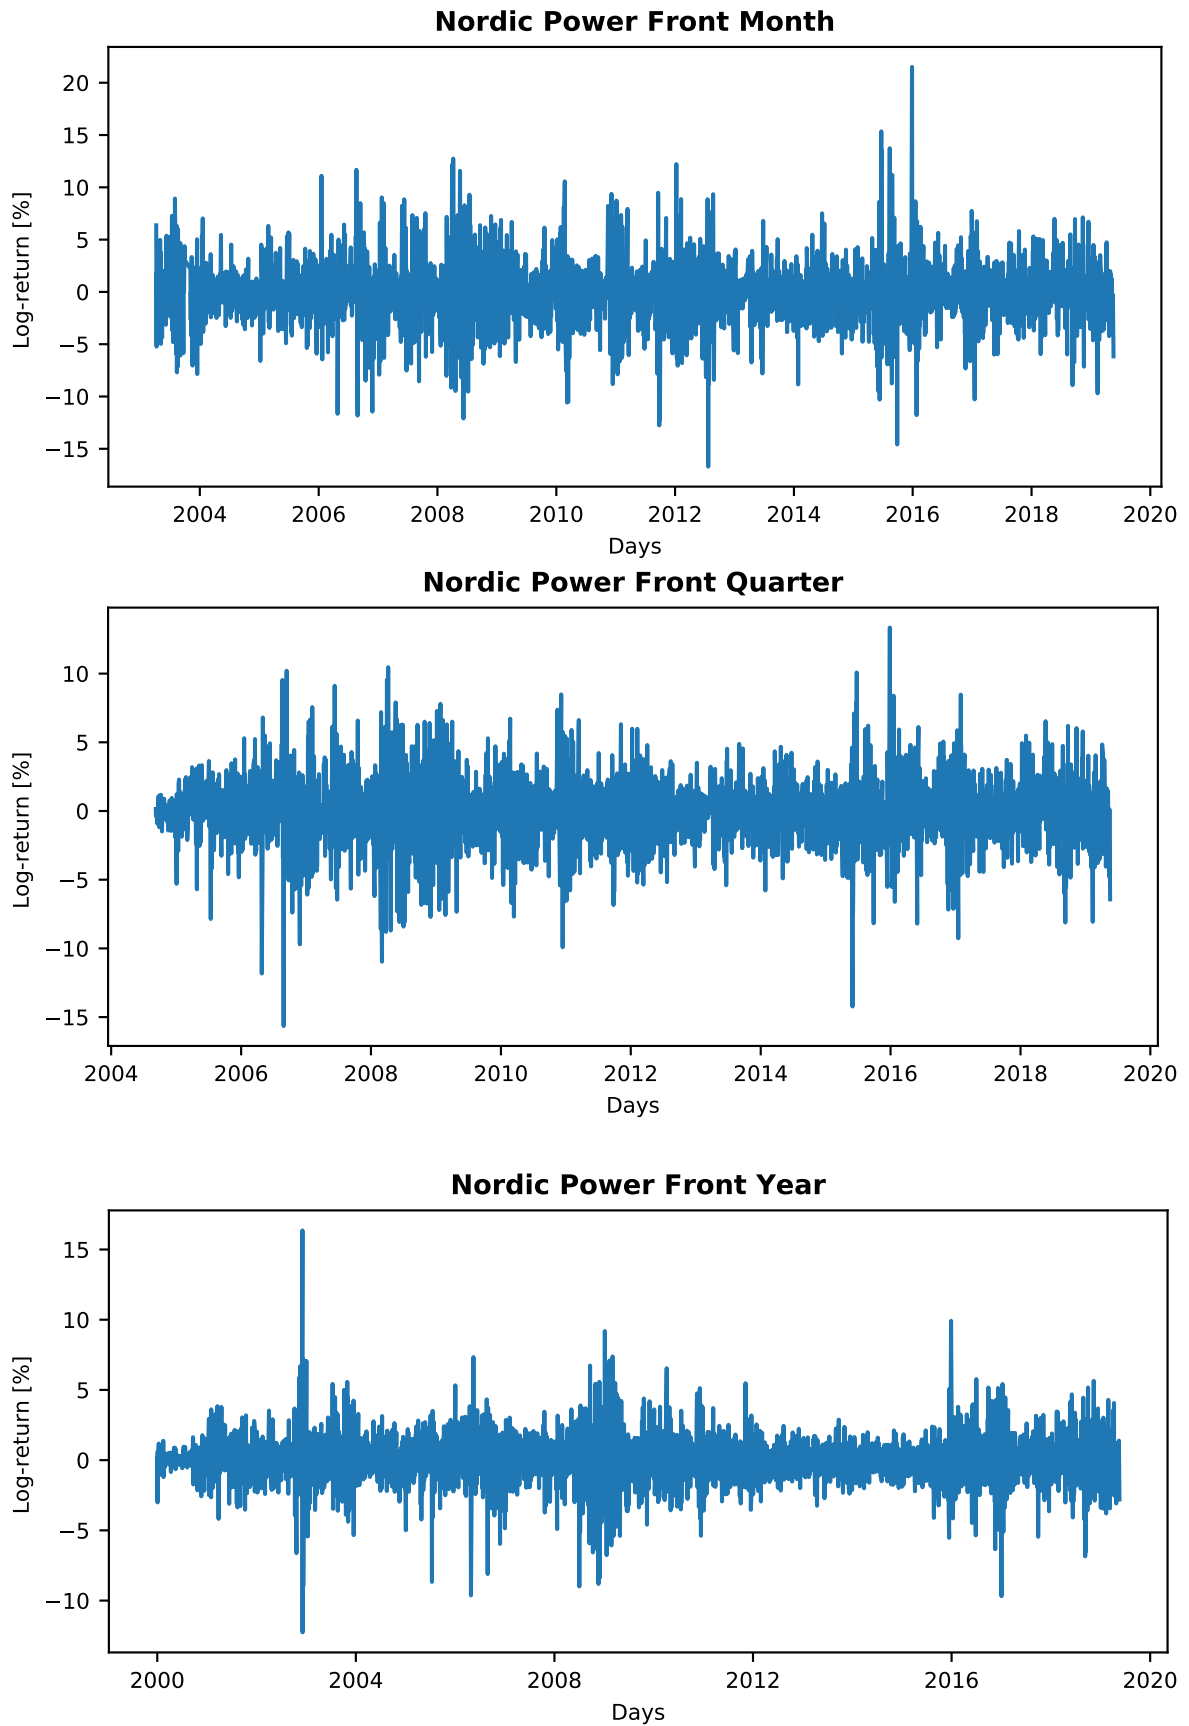 Nordic Power Front Month
20
15
10
5
0
−5
−10
−15
Log-return [%]
2004 2006 2008 2010 2012 2014 2016 2018 2020
Days
Nordic Power Front Quarter
10
5
0
−5
−10
−15
Log-return [%]
2004 2006 2008 2010 2012 2014 2016 2018 2020
Days
Nordic Power Front Year
15
10
5
0
−5
−10
Log-return [%]
2000 2004 2008 2012 2016 2020
Days